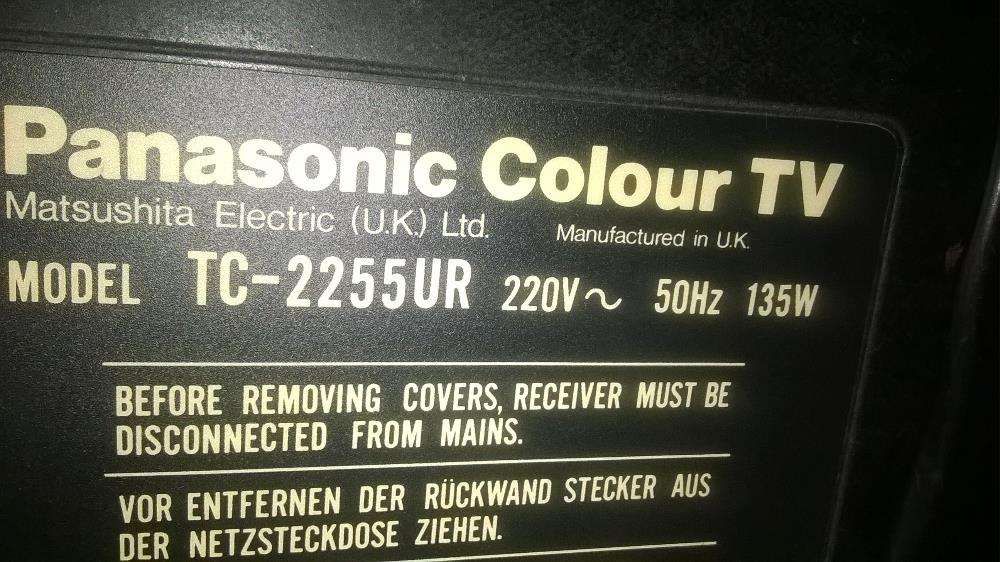 Panasonic Colour TV
Matsushita Electric (U.K.) Ltd. Manufactured in U.K.
MODEL TC-2255UR 220V~ 50Hz 135W
BEFORE REMOVING COVERS, RECEIVER MUST BE
DISCONNECTED FROM MAINS.
VOR ENTFERNEN DER RÜCKWAND STECKER AUS
DER NETZSTECKDOSE ZIEHEN.